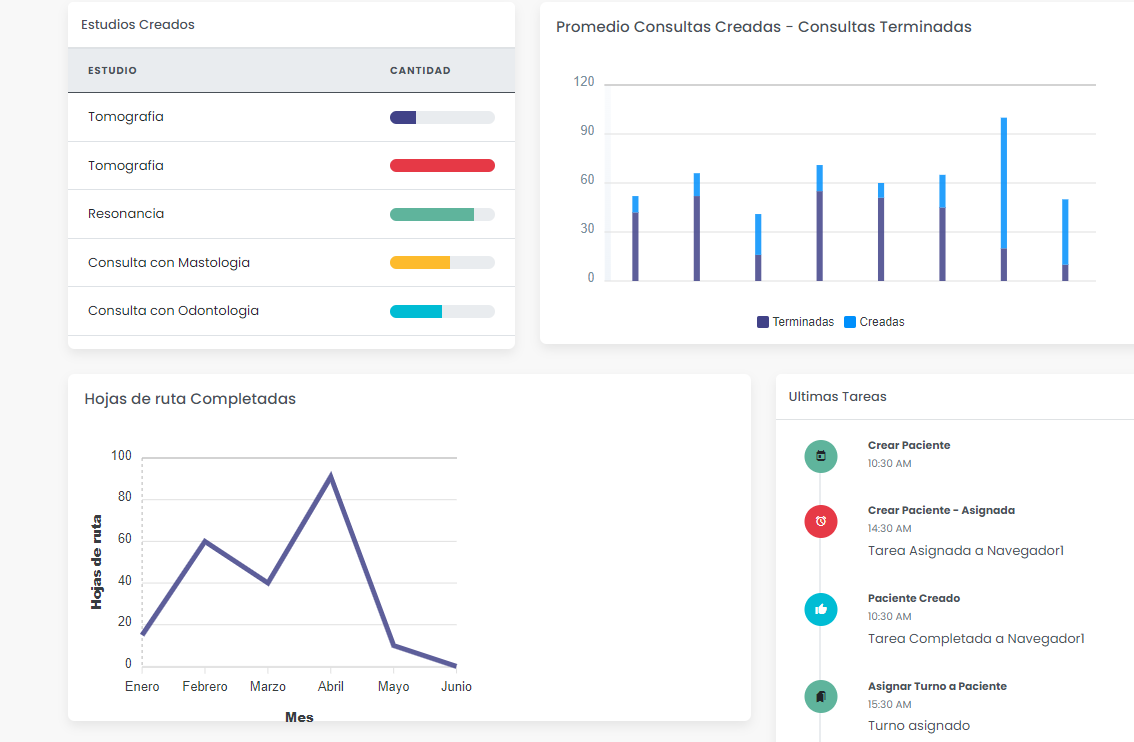 Estudios Creados
ESTUDIO CANTIDAD
Tomografia
Tomografia
Resonancia
Consulta con Mastologia
Consulta con Odontologia
Promedio Consultas Creadas - Consultas Terminadas
120
90
60
30
0
Terminadas Creadas
Hojas de ruta Completadas
100
80
60
40
20
0
Hojas de ruta
Enero Febrero Marzo Abril Mayo Junio
Mes
Ultimas Tareas
Crear Paciente
10:30 AM
Crear Paciente - Asignada
14:30 AM
Tarea Asignada a Navegador1
Paciente Creado
10:30 AM
Tarea Completada a Navegador1
Asignar Turno a Paciente
15:30 AM
Turno asignado